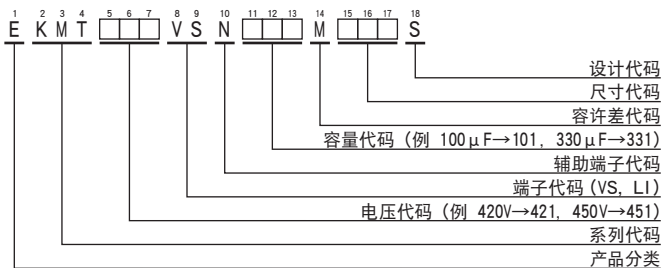 1 2 3 4 5 6 7 8 9 10 11 12 13 14 15 16 17 18
E K M T □□□ V S N □□□ M □□□ S
设计代码
尺寸代码
容许差代码
容量代码（例 100μF→101, 330μF→331）
辅助端子代码
端子代码（VS, LI）
电压代码（例 420V→421, 450V→451）
系列代码
产品分类